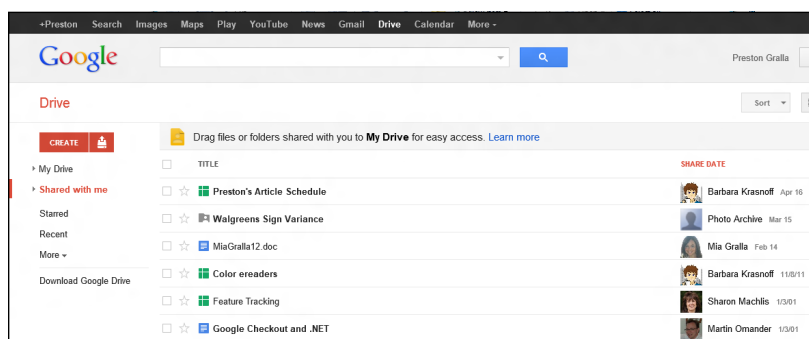 +Preston Search Images Maps Play YouTube News Gmail Drive Calendar More
Google
Preston Gralla
Drive
Sort
CREATE
Drag files or folders shared with you to My Drive for easy access. Learn more
My Drive
TITLE SHARE DATE
Shared with me
Preston's Article Schedule Barbara Krasnoff Apr 16
Starred
Walgreens Sign Variance Photo Archive Mar 15
Recent
More
MiaGralla12.doc Mia Gralla Feb 14
Download Google Drive
Color ereaders Barbara Krasnoff 11/8/11
Feature Tracking Sharon Machlis 1/3/01
Google Checkout and .NET Martin Omander 1/3/01